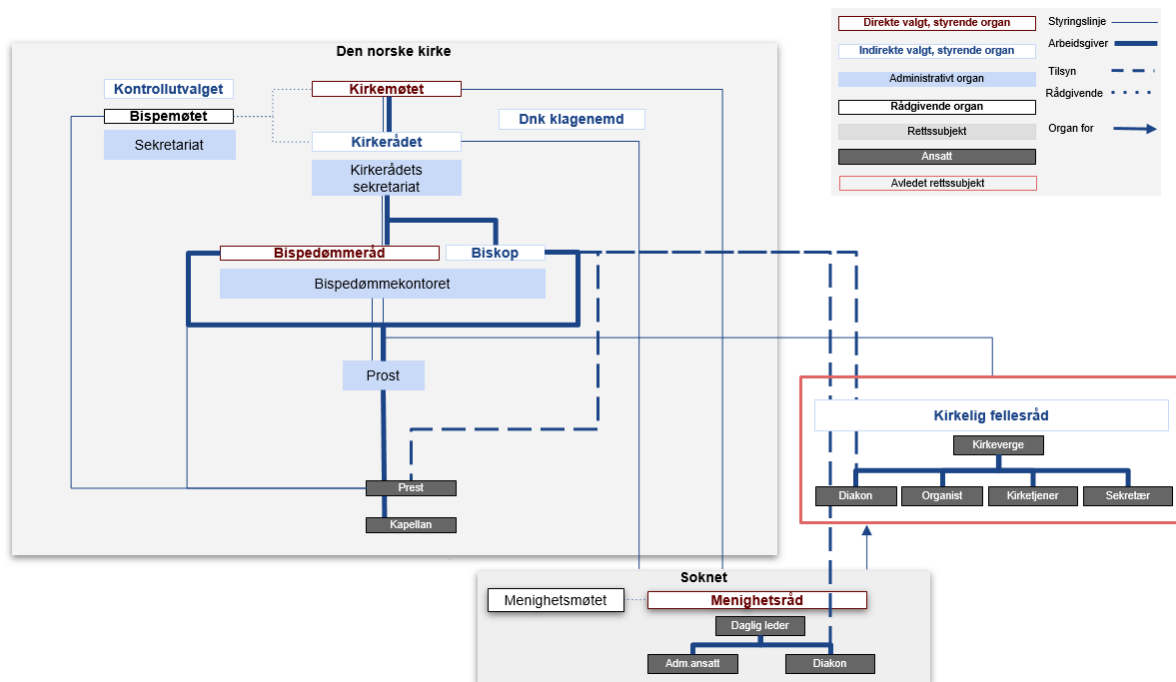 Den norske kirke
Kontrollutvalget
Bispemøtet
Sekretariat
Kirkemøtet
Kirkerådet
Kirkerådets
sekretariat
Dnk klagenemd
Bispedømmeråd
Biskop
Bispedømmekontoret
Prost
Prest
Kapellan
Direkte valgt, styrende organ
Indirekte valgt, styrende organ
Administrativt organ
Rådgivende organ
Rettssubjekt
Ansatt
Avledet rettssubjekt
Styringslinje
Arbeidsgiver
Tilsyn
Rådgivende
Organ for
Kirkelig fellesråd
Kirkeverge
Diakon
Organist
Kirketjener
Sekretær
Soknet
Menighetsmøtet
Menighetsråd
Daglig leder
Adm.ansatt
Diakon